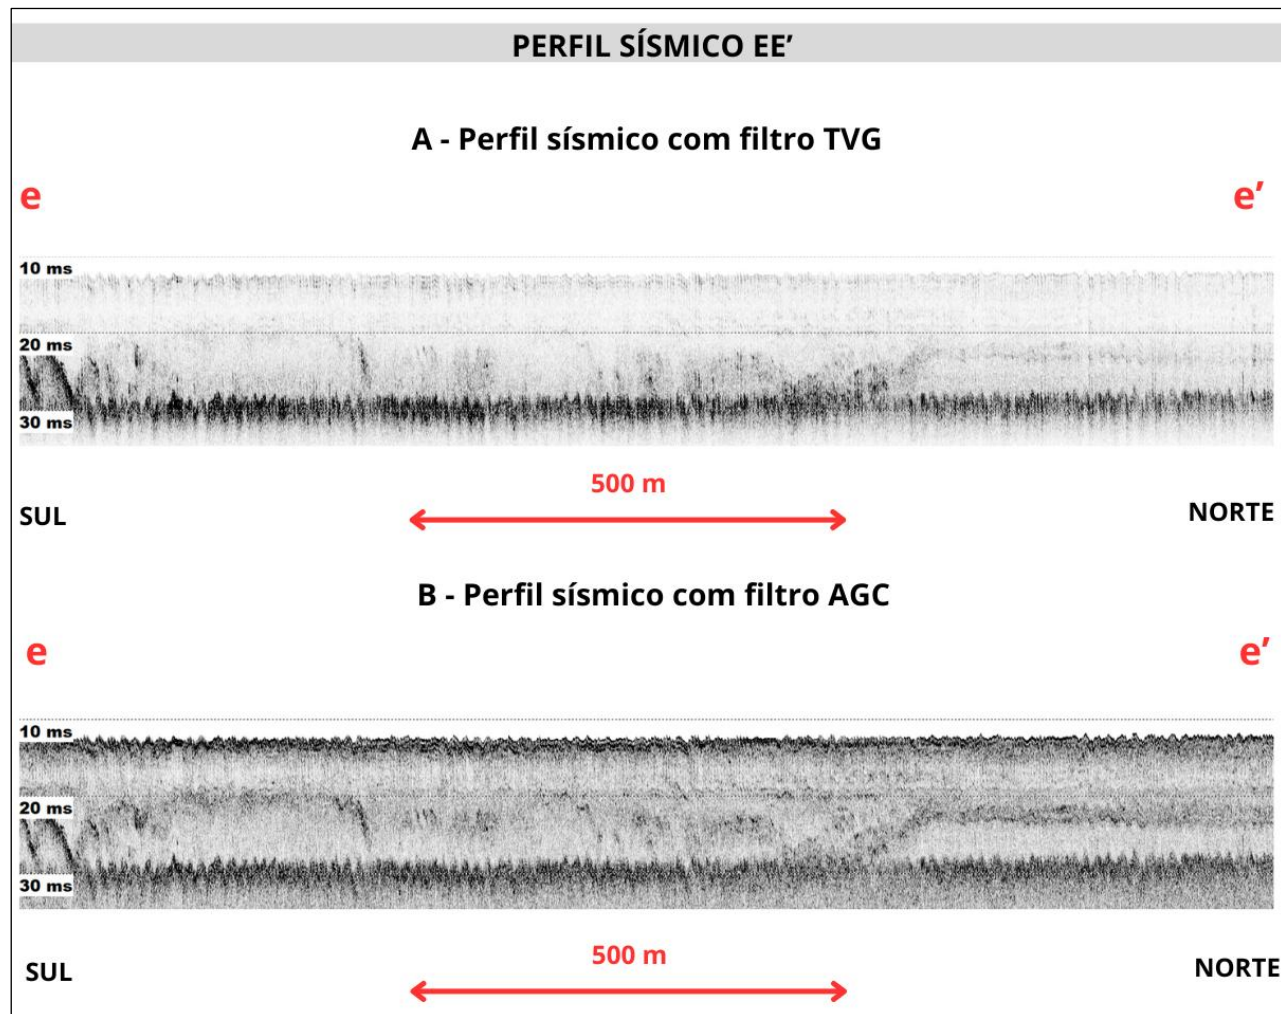 PERFIL SÍSMICO EE’
A - Perfil sísmico com filtro TVG
e e’
10 ms
20 ms
30 ms
500 m
SUL NORTE
B - Perfil sísmico com filtro AGC
e e’
10 ms
20 ms
30 ms
500 m
SUL NORTE